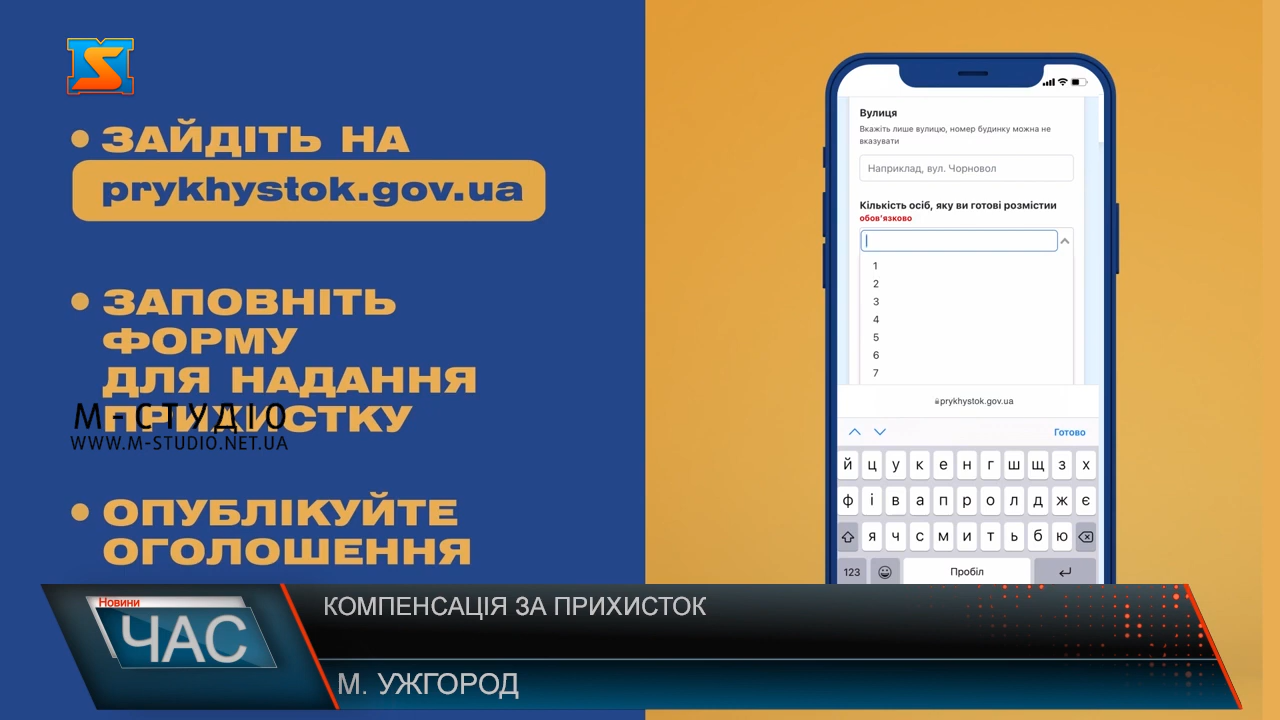 • ЗАЙДІТЬ НА
prykhystok.gov.ua
• ЗАПОВНІТЬ
ФОРМУ
ДЛЯ НАДАННЯ
ПРИХИСТКУ
М-СТУДІО
WWW.M-STUDIO.NET.UA
• ОПУБЛІКУЙТЕ
ОГОЛОШЕННЯ
Вулиця
Вкажіть лише вулицю, номер будинку можна не
вказувати
Наприклад, вул. Чорновол
Кількість осіб, яку ви готові розмістии
обов'язково
1
2
3
4
5
6
7
prykhystok.gov.ua
Готово
й ц у к е н г ш щ з х
ф і в а п р о л д ж є
я ч с м и т ь б ю
123 Пробіл
Новини
ЧАС
КОМПЕНСАЦІЯ ЗА ПРИХИСТОК
М. УЖГОРОД